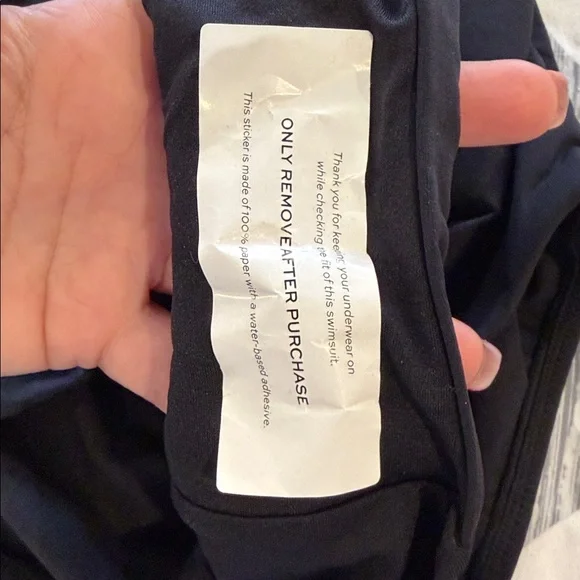 Thank you for keeping your underwear on
while checking the fit of this swimsuit.
ONLY REMOVE AFTER PURCHASE
This sticker is made of 100% paper with a water-based adhesive.